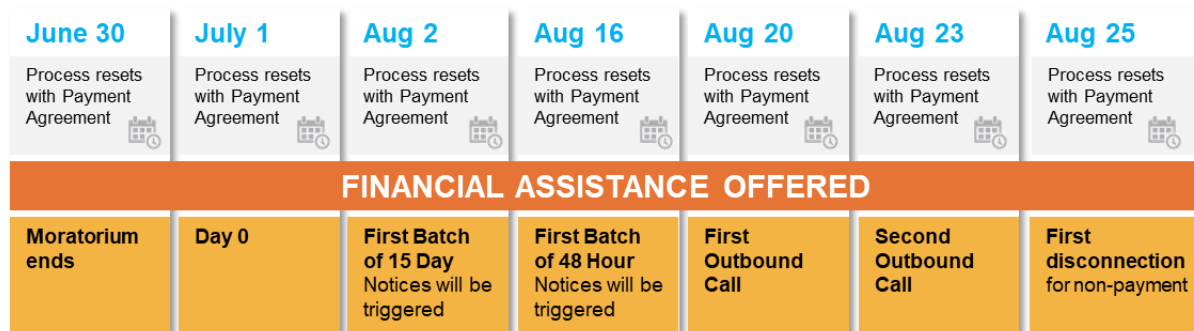 June 30
July 1
Aug 2
Aug 16
Aug 20
Aug 23
Aug 25
Process resets
with Payment
Agreement
Process resets
with Payment
Agreement
Process resets
with Payment
Agreement
Process resets
with Payment
Agreement
Process resets
with Payment
Agreement
Process resets
with Payment
Agreement
Process resets
with Payment
Agreement
FINANCIAL ASSISTANCE OFFERED
Moratorium
ends
Day 0
First Batch
of 15 Day
Notices will be
triggered
First Batch
of 48 Hour
Notices will be
triggered
First
Outbound
Call
Second
Outbound
Call
First
disconnection
for non-payment